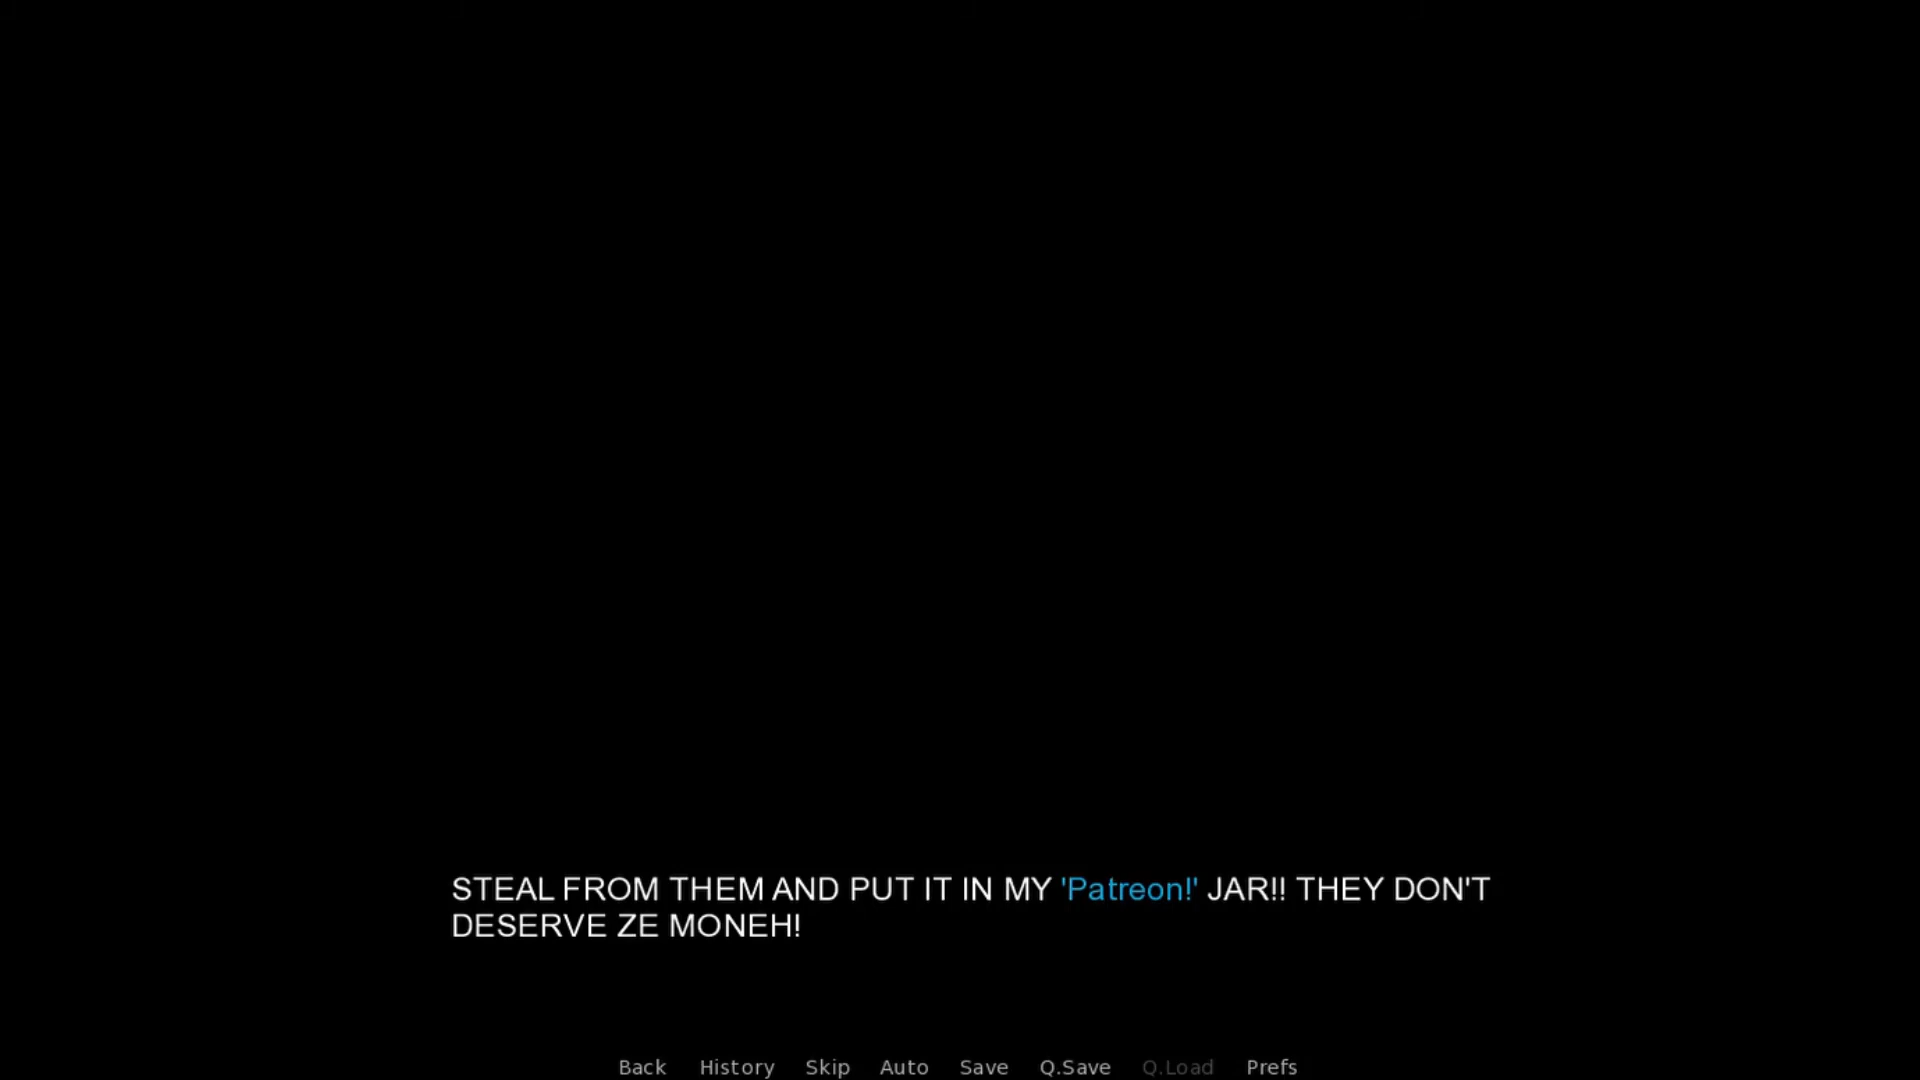 STEAL FROM THEM AND PUT IT IN MY 'Patreon!' JAR!! THEY DON'T
DESERVE ZE MONEH!
Back History Skip Auto Save Q.Save Q.Load Prefs